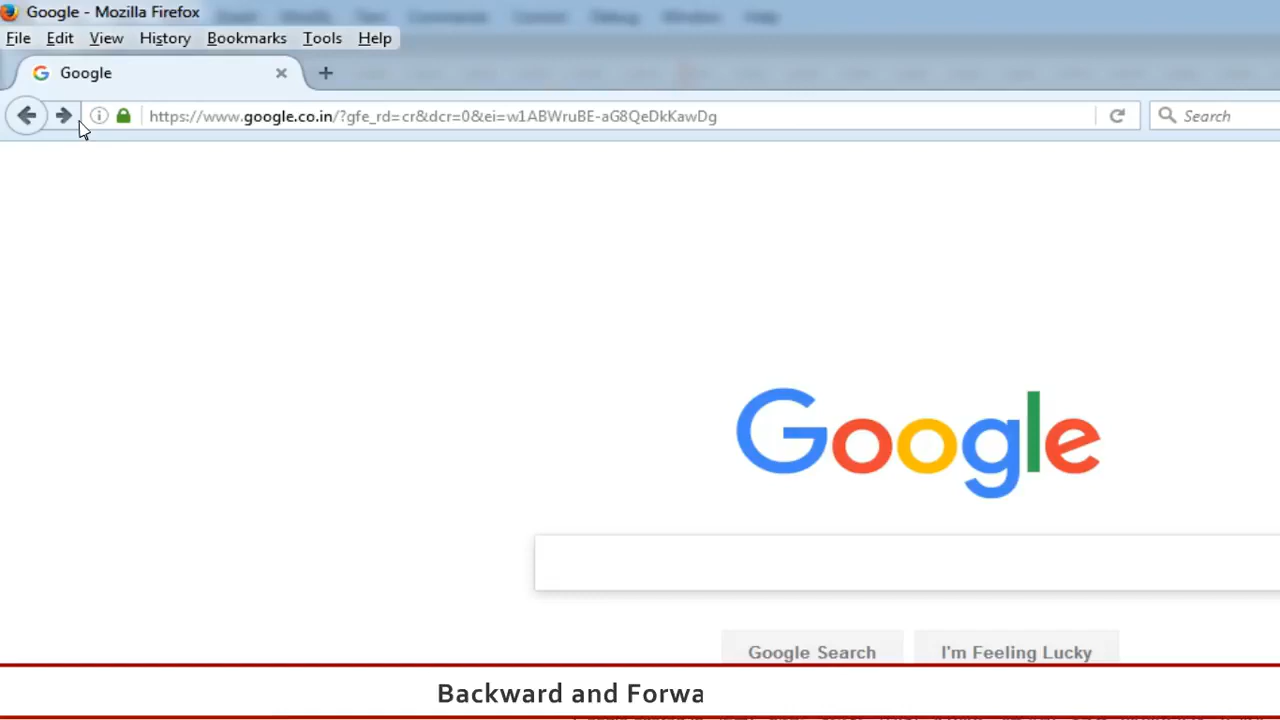 Google - Mozilla Firefox
File Edit View History Bookmarks Tools Help
Google
https://www.google.co.in/?gfe_rd=cr&dcr=0&ei=w1ABWruBE-aG8QeDkKawDg
Search
Google
Google Search I'm Feeling Lucky
Backward and Forwa